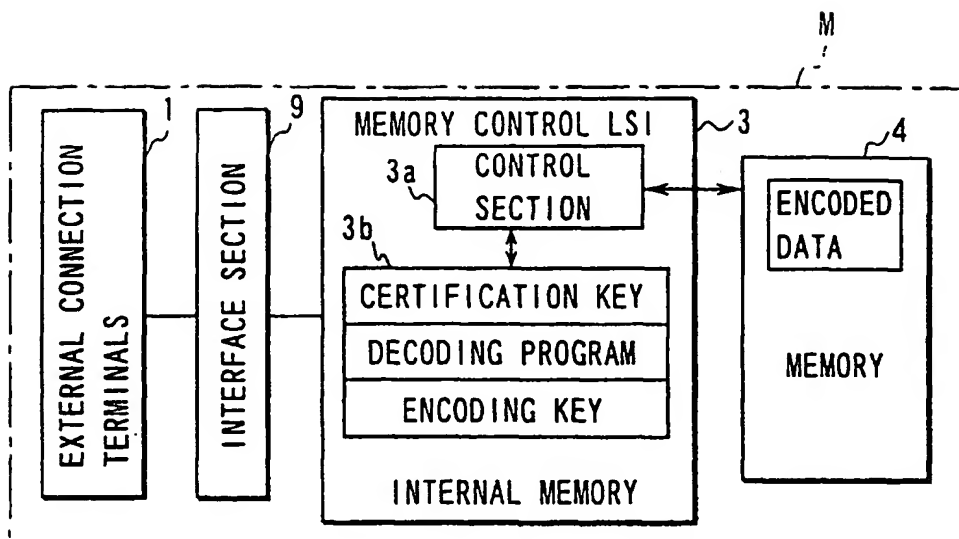 M
1
9
MEMORY CONTROL LSI
3
3a
CONTROL
SECTION
4
ENCODED
DATA
3b
CERTIFICATION KEY
DECODING PROGRAM
ENCODING KEY
MEMORY
INTERNAL MEMORY
EXTERNAL CONNECTION
TERMINALS
INTERFACE SECTION